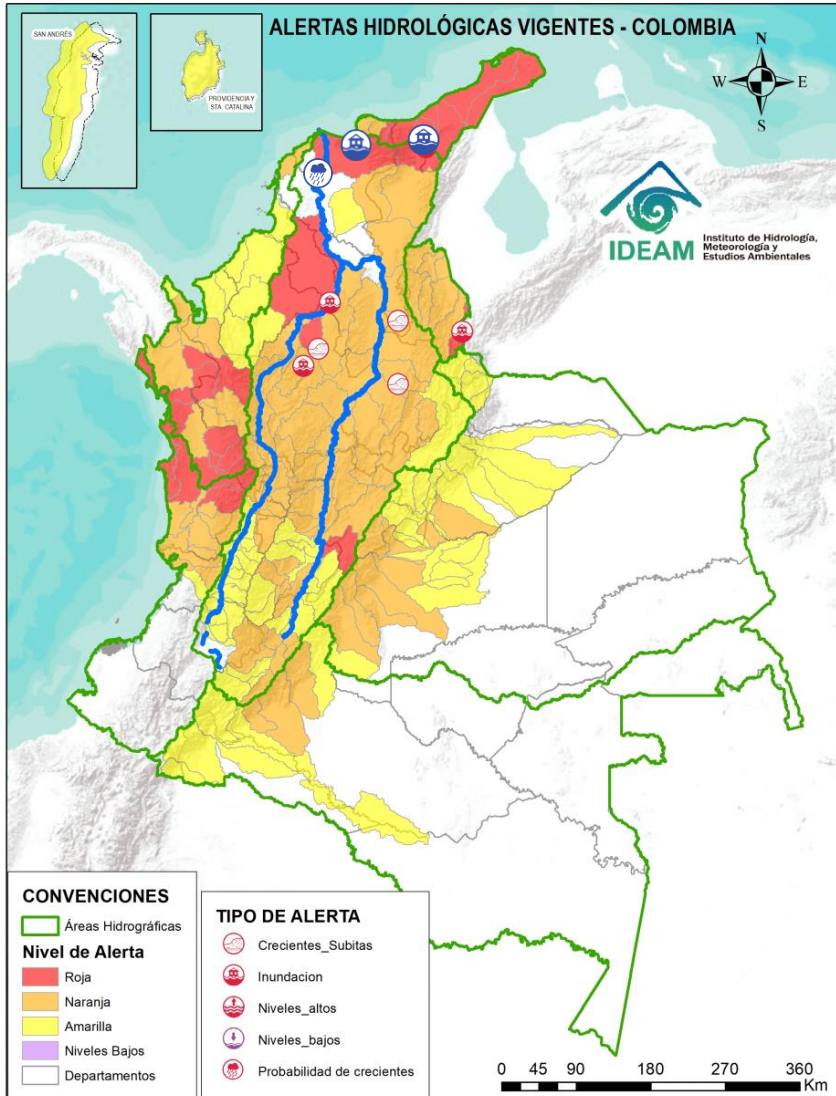 ALERTAS HIDROLÓGICAS VIGENTES - COLOMBIA
SAN ANDRÉS
PROVIDENCIA Y
STA. CATALINA
N
W
E
S
IDEAM
Instituto de Hidrología,
Meteorología y
Estudios Ambientales
CONVENCIONES
Áreas Hidrográficas
Nivel de Alerta
Roja
Naranja
Amarilla
Niveles Bajos
Departamentos
TIPO DE ALERTA
Crecientes_Subitas
Inundacion
Niveles_altos
Niveles_bajos
Probabilidad de crecientes
0 45 90 180 270 360
Km